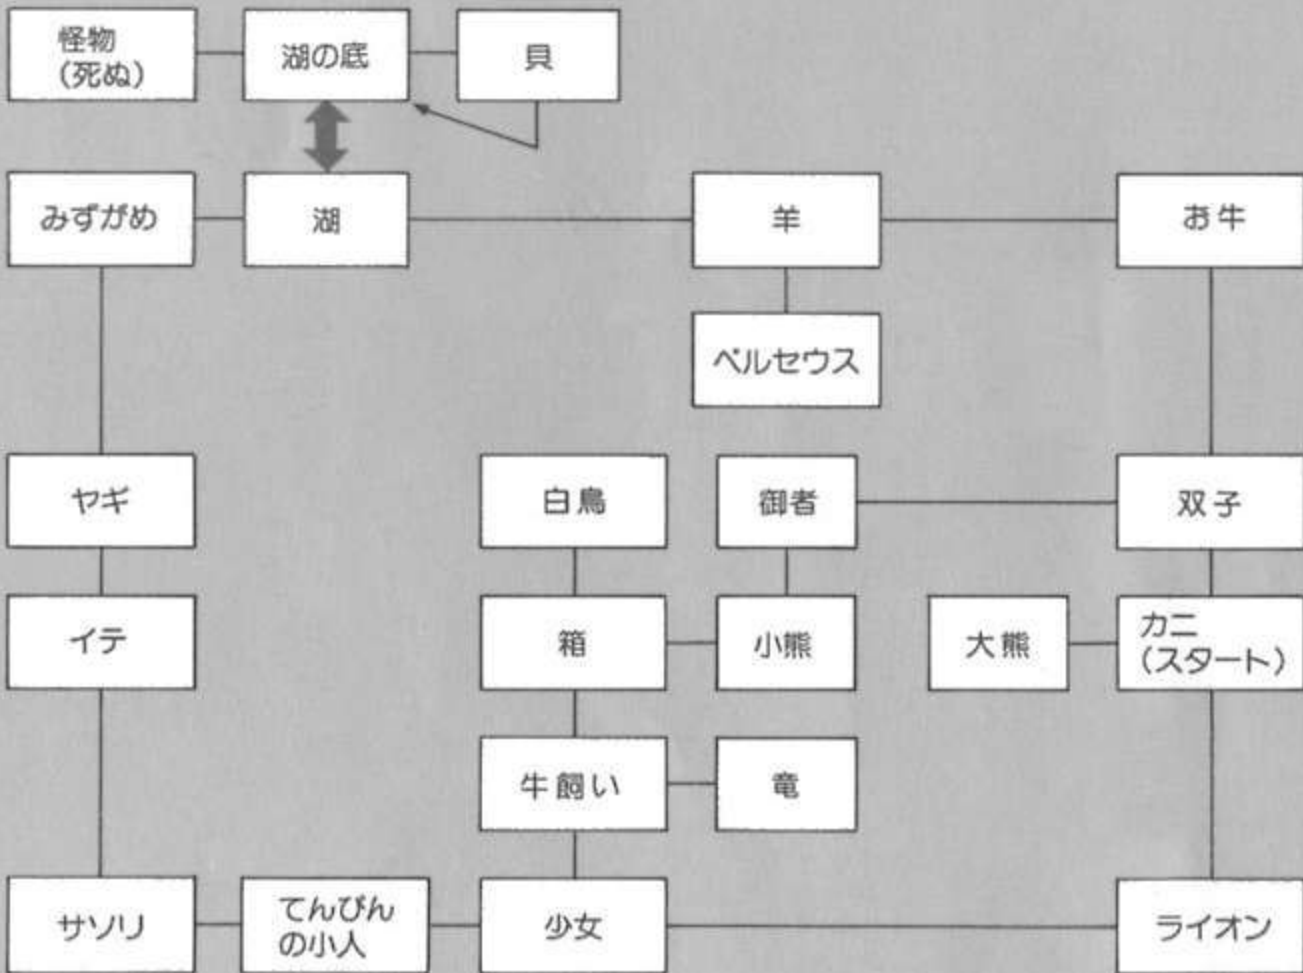 怪物
（死ぬ）
湖の底
貝
みずがめ
湖
羊
お牛
ペルセウス
ヤギ
白鳥
御者
双子
イテ
箱
小熊
大熊
カニ
（スタート）
牛飼い
竜
サソリ
てんびん
の小人
少女
ライオン